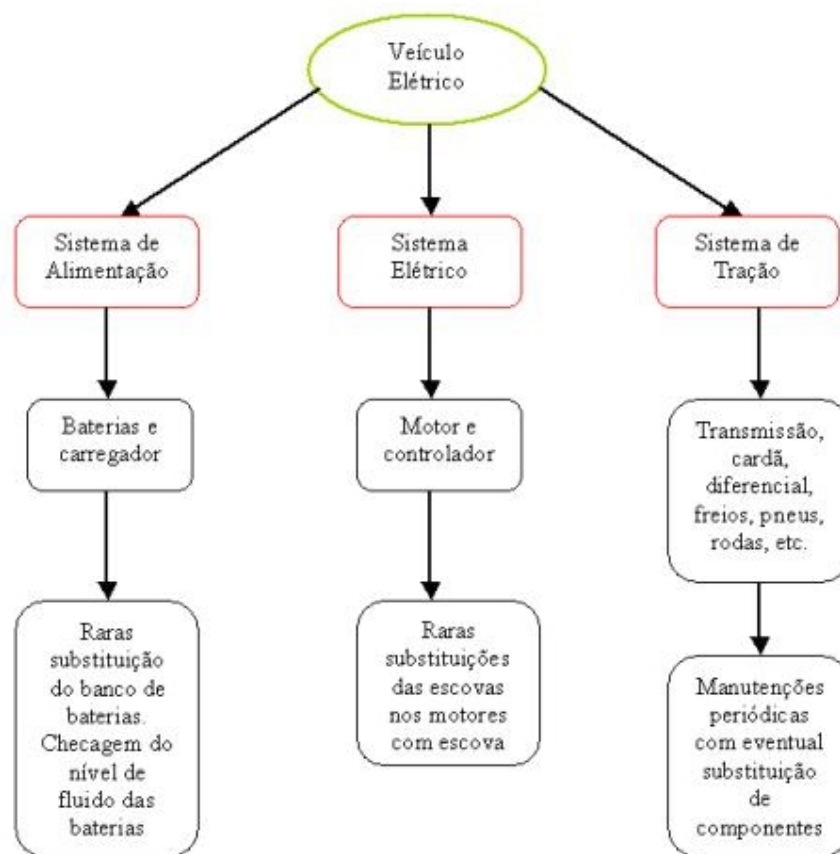 Veículo
Elétrico
Sistema de
Alimentação
Sistema
Elétrico
Sistema de
Tração
Baterias e
carregador
Motor e
controlador
Transmissão,
cardã,
diferencial,
freios, pneus,
rodas, etc.
Raras
substituição
do banco de
baterias.
Checagem do
nível de
fluido das
baterias
Raras
substituições
das escovas
nos motores
com escova
Manutenções
periódicas
com eventual
substituição
de
componentes